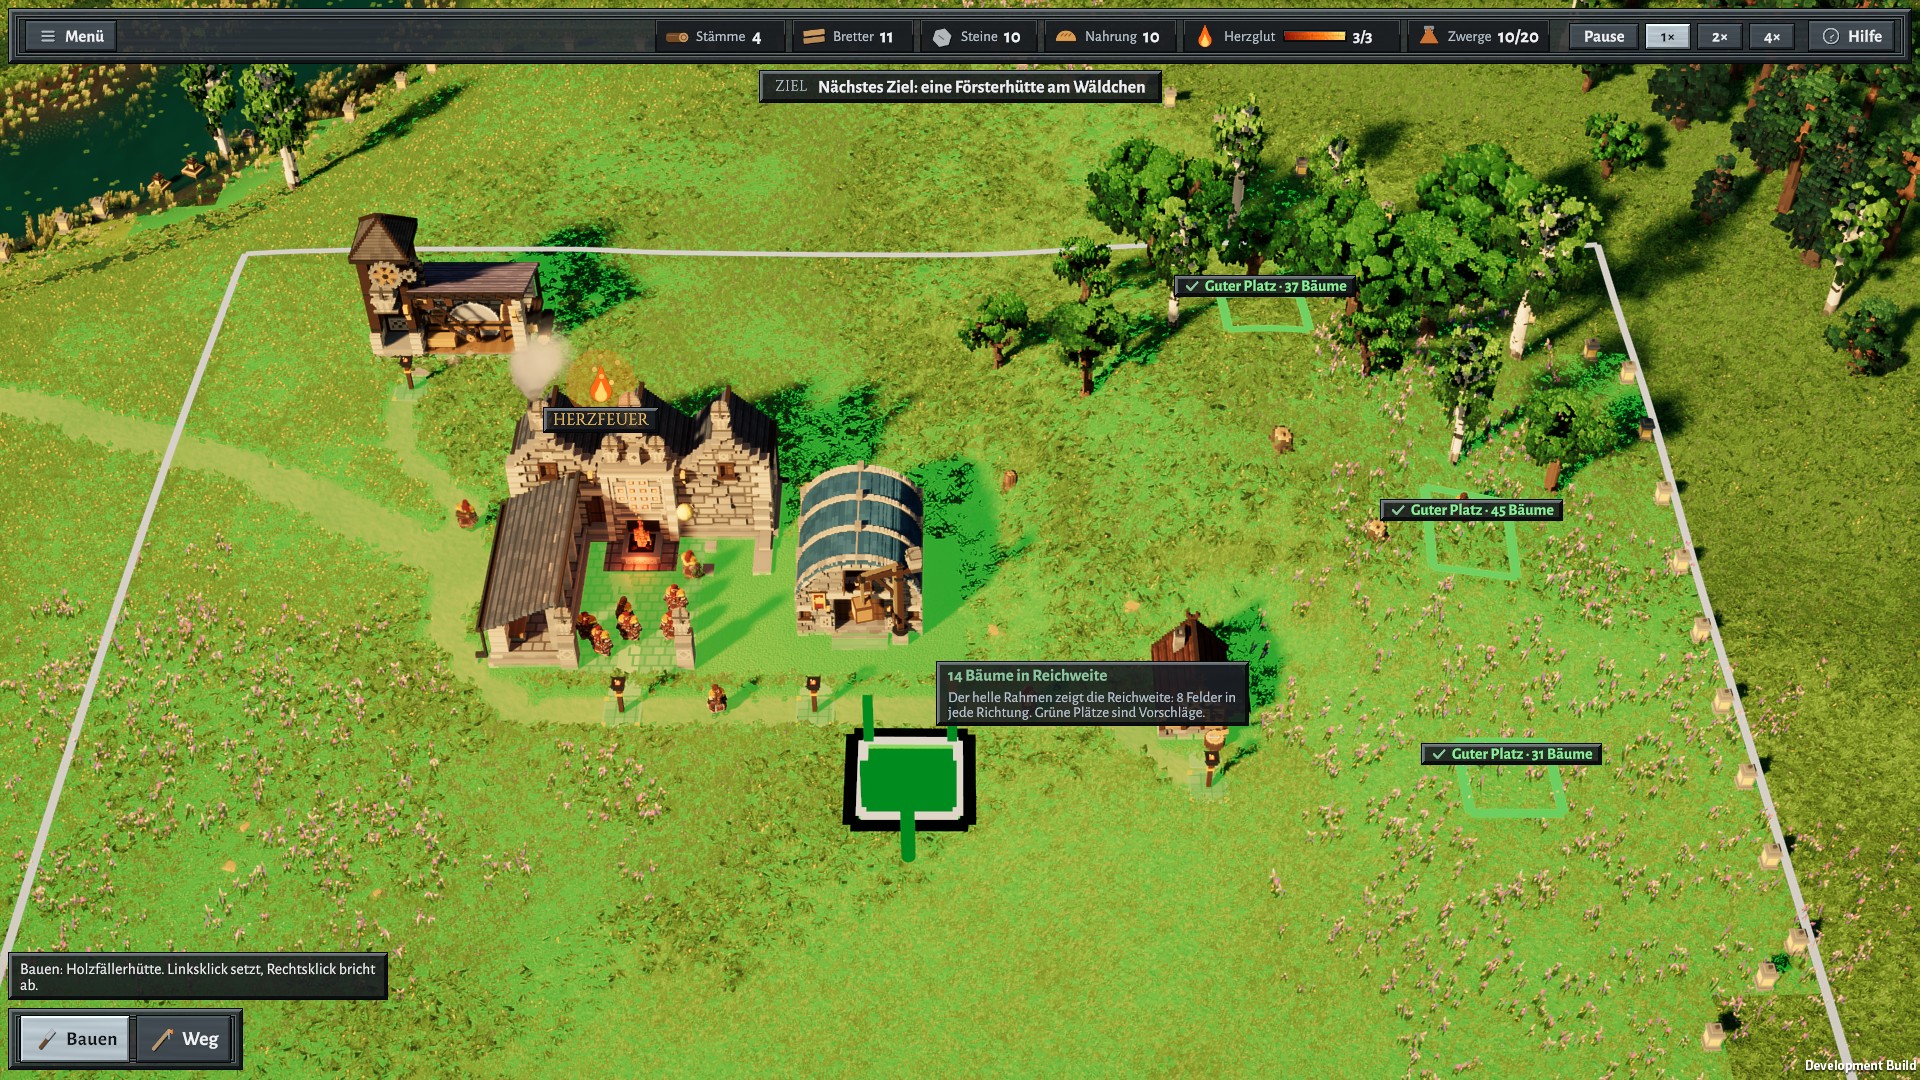 Menü
Stämme 4
Bretter 11
Steine 10
Nahrung 10
Herzglut 3/3
Zwerge 10/20
Pause
1×
2×
4×
Hilfe
ZIEL Nächstes Ziel: eine Försterhütte am Wäldchen
Guter Platz · 37 Bäume
HERZFEUER
Guter Platz · 45 Bäume
14 Bäume in Reichweite
Der helle Rahmen zeigt die Reichweite: 8 Felder in
jede Richtung. Grüne Plätze sind Vorschläge.
Guter Platz · 31 Bäume
Bauen: Holzfällerhütte. Linksklick setzt, Rechtsklick bricht
ab.
Bauen
Weg
Development Build